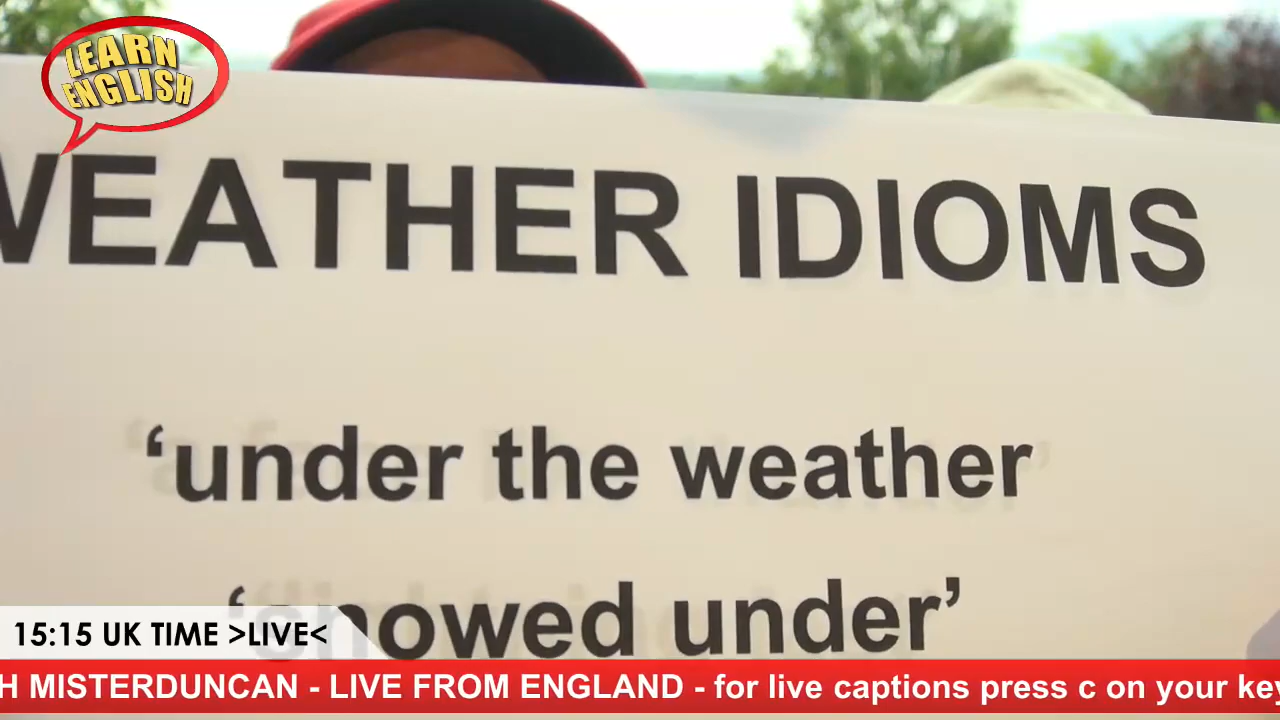 LEARN
ENGLISH
WEATHER IDIOMS
‘under the weather’
‘snowed under’
15:15 UK TIME >LIVE<
H MISTERDUNCAN - LIVE FROM ENGLAND - for live captions press c on your key